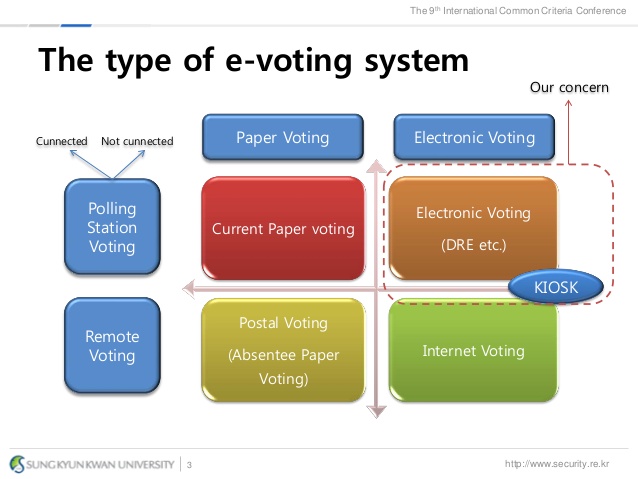 The 9th International Common Criteria Conference
The type of e-voting system
Our concern
Cunnected Not cunnected
Paper Voting
Electronic Voting
Polling
Station
Voting
Current Paper voting
Electronic Voting
(DRE etc.)
KIOSK
Remote
Voting
Postal Voting
(Absentee Paper
Voting)
Internet Voting
SUNG KYUN KWAN UNIVERSITY
3
http://www.security.re.kr